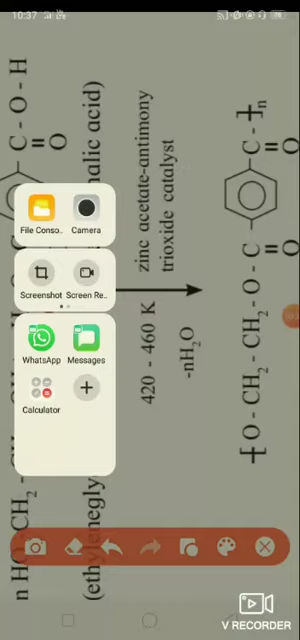 10:37
C - O - H
O
alic acid)
zinc acetate-antimony
trioxide catalyst
420 - 460 K
-nH2O
n HO
CH2 -
(ethylenegly
[ O - CH2 - CH2 - O - C
O
C ]n
O
File Conso..
Camera
Screenshot
Screen Re..
WhatsApp
Messages
Calculator
V RECORDER